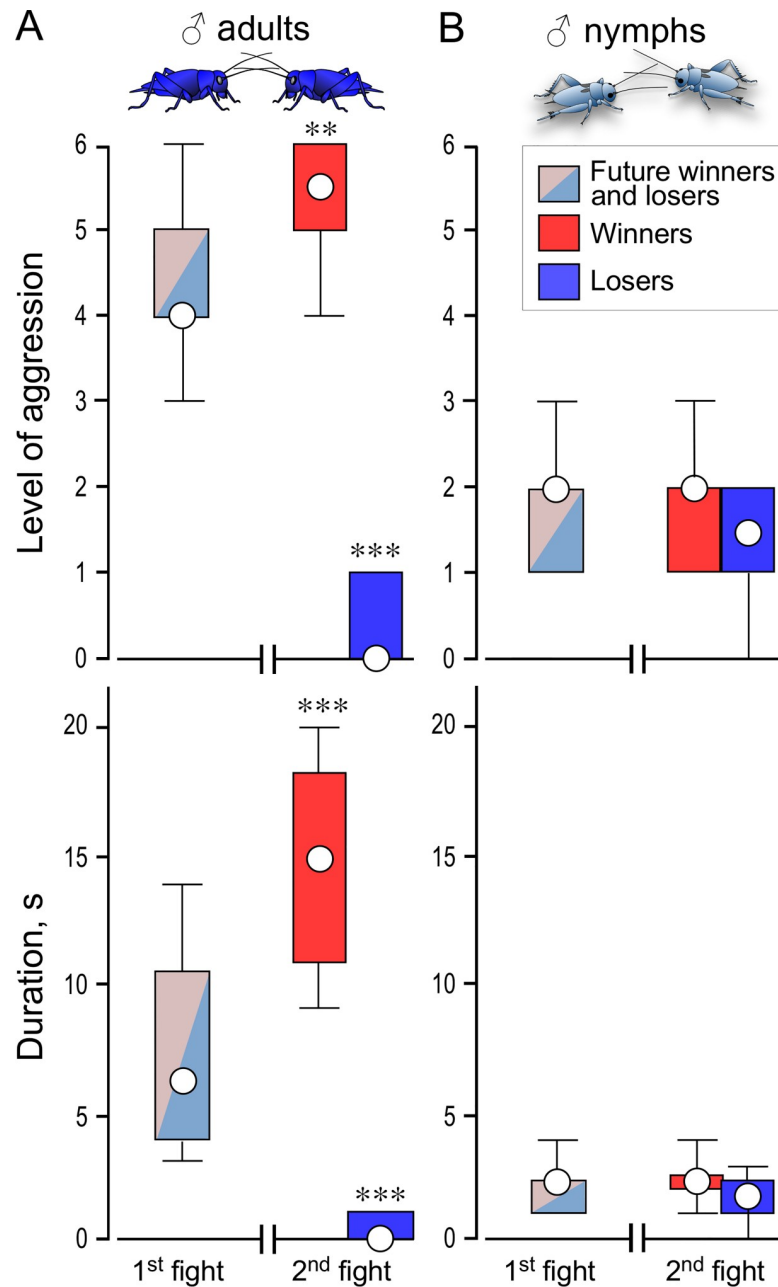 A ♂ adults
B ♂ nymphs
Future winners
and losers
Winners
Losers
Level of aggression
6
5
4
3
2
1
0
**
***
6
5
4
3
2
1
0
Duration, s
20
15
10
5
0
***
***
20
15
10
5
0
1st fight
2nd fight
1st fight
2nd fight